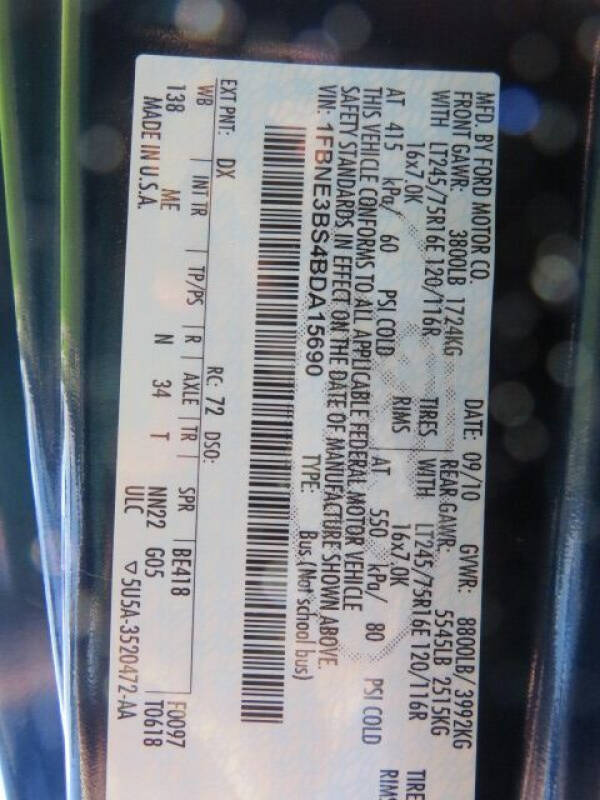 MFD. BY FORD MOTOR CO. DATE: 09/10 GVWR: 8800LB/ 3992KG
FRONT GAWR: 3800LB 1724KG REAR GAWR: 5545LB 2515KG
WITH LT245/75R16E 120/116R TIRES WITH LT245/75R16E 120/116R TIRE
16x7.0K RIMS 16x7.0K RIM
AT 415 kPa/ 60 PSI COLD AT 550 kPa/ 80 PSI COLD
THIS VEHICLE CONFORMS TO ALL APPLICABLE FEDERAL MOTOR VEHICLE
SAFETY STANDARDS IN EFFECT ON THE DATE OF MANUFACTURE SHOWN ABOVE.
VIN: 1FBNE3BS4BDA15690 TYPE: Bus (Not school bus)
EXT PNT: DX RC: 72 DSO:
WB INT TR TP/PS R AXLE TR SPR BE418 F0097
138 ME N 34 T NN22 G05 T0618
MADE IN U.S.A. ULC ▽5U5A-3520472-AA